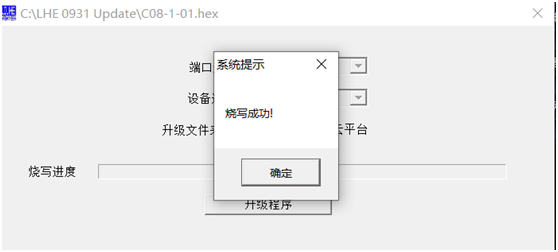 C:\LHE 0931 Update\C08-1-01.hex
系统提示
端口
设备
烧写成功!
升级文件
云平台
烧写进度
确定
升级程序